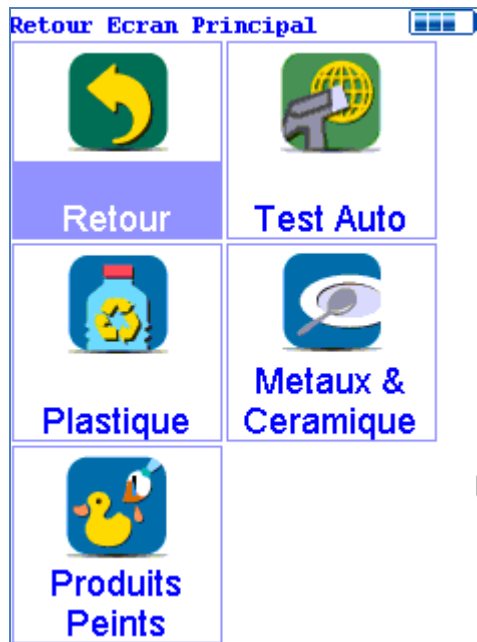 Retour Ecran Principal
Retour
Test Auto
Plastique
Metaux &
Ceramique
Produits
Peints